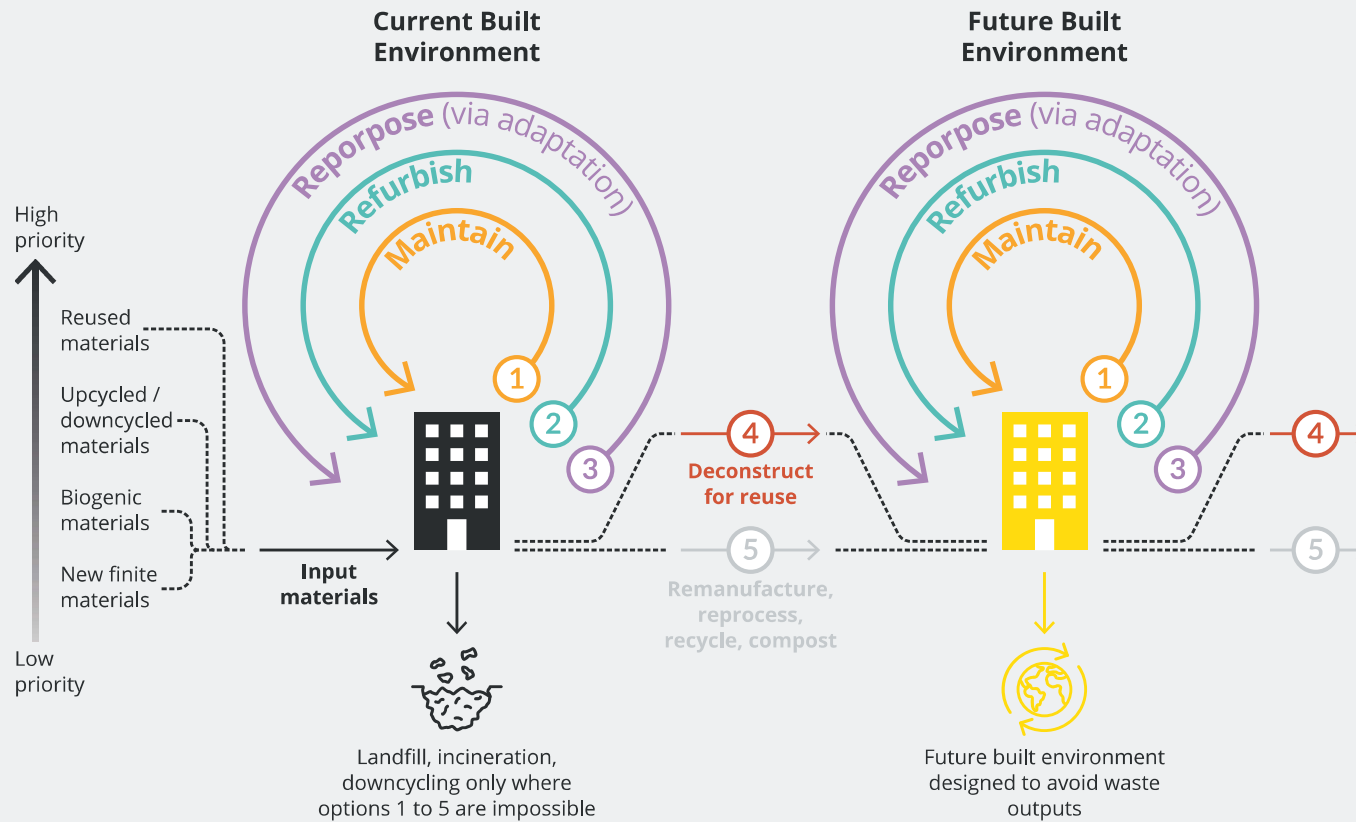 Current Built
Environment
Future Built
Environment
Reporpose (via adaptation)
Refurbish
Maintain
1
2
3
Reporpose (via adaptation)
Refurbish
Maintain
1
2
3
High
priority
Reused
materials
Upcycled /
downcycled
materials
Biogenic
materials
New finite
materials
Low
priority
Input
materials
4
Deconstruct
for reuse
5
Remanufacture,
reprocess,
recycle, compost
4
5
Landfill, incineration,
downcycling only where
options 1 to 5 are impossible
Future built environment
designed to avoid waste
outputs